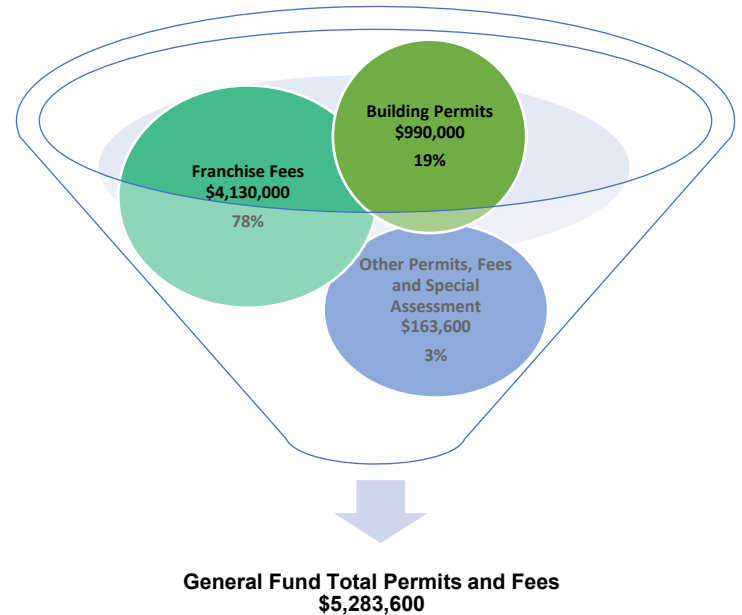 Building Permits
$990,000
19%
Franchise Fees
$4,130,000
78%
Other Permits, Fees
and Special
Assessment
$163,600
3%
General Fund Total Permits and Fees
$5,283,600